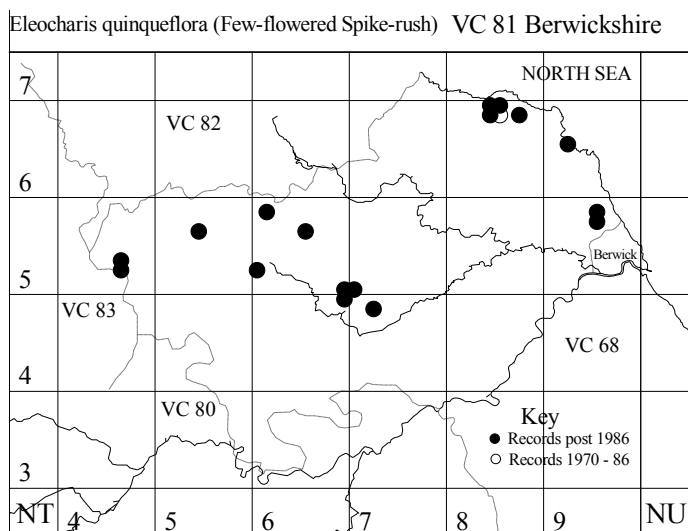 Eleocharis quinqueflora (Few-flowered Spike-rush) VC 81 Berwickshire
7
NORTH SEA
VC 82
6
Berwick
5
VC 83
VC 68
4
VC 80
Key
Records post 1986
Records 1970 - 86
3
NT 4 5 6 7 8 9 NU